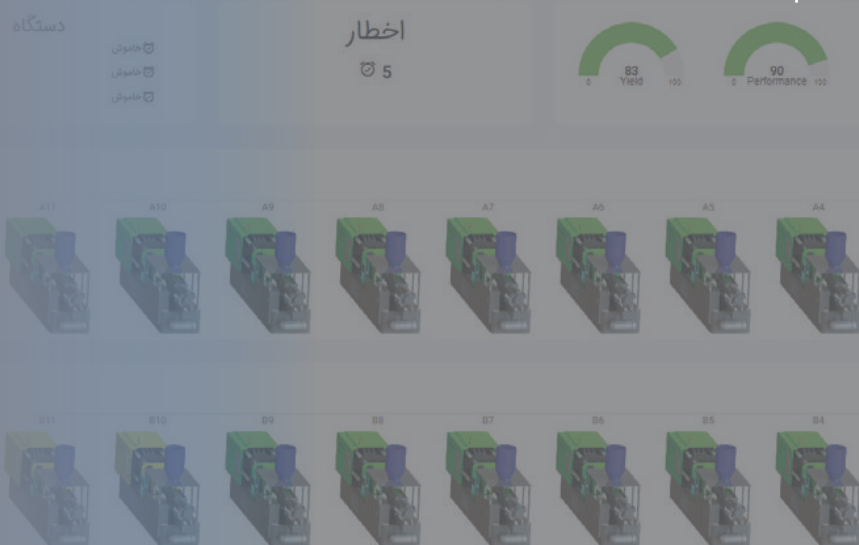 دستگاه
خاموش
خاموش
خاموش
اخطار
5
83
Yield
0 100
90
Performance
0 100
A11 A10 A9 A8 A7 A6 A5 A4
B11 B10 B9 B8 B7 B6 B5 B4